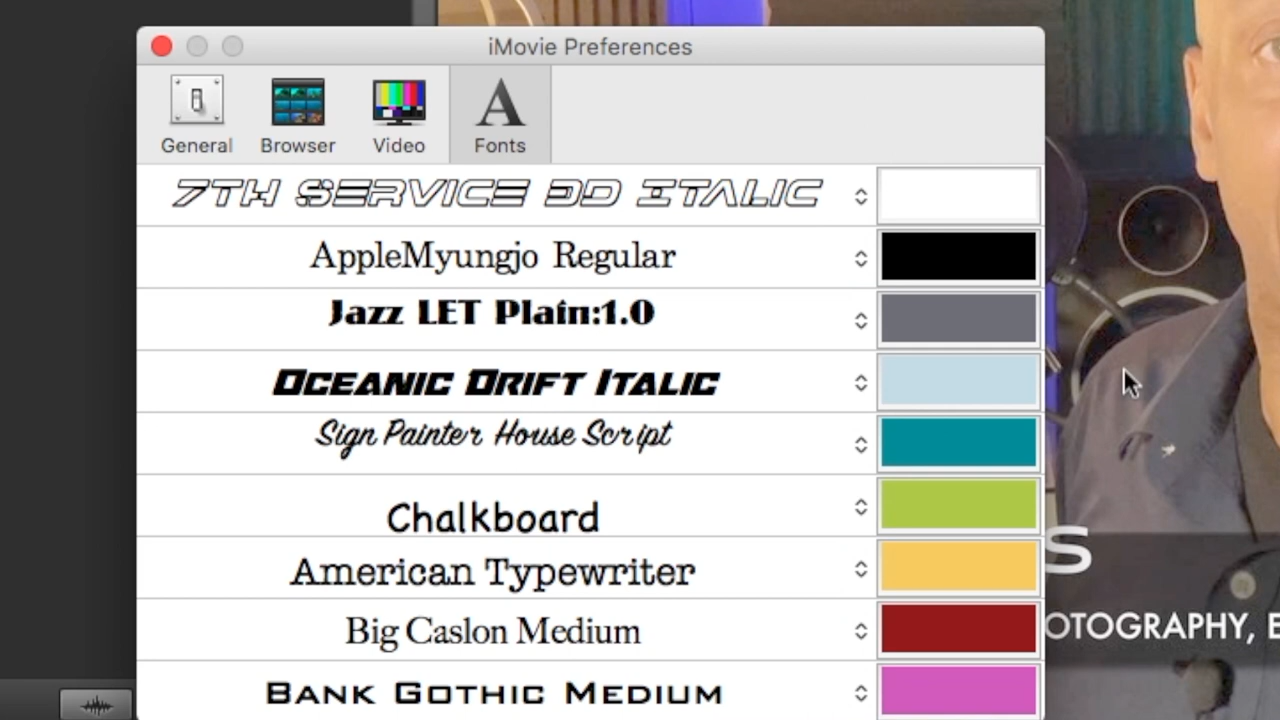 iMovie Preferences
General Browser Video Fonts
7TH SERVICE 3D ITALIC
AppleMyungjo Regular
Jazz LET Plain:1.0
OCEANIC DRIFT ITALIC
Sign Painter House Script
Chalkboard
American Typewriter
S
Big Caslon Medium
OTOGRAPHY, E
BANK GOTHIC MEDIUM